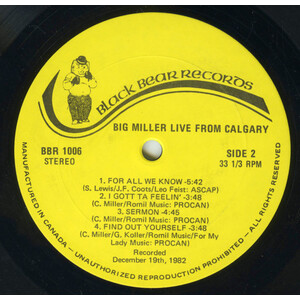 BLACK BEAR RECORDS
BIG MILLER LIVE FROM CALGARY
BBR 1006
STEREO
SIDE 2
33 1/3 RPM
1. FOR ALL WE KNOW -5:42
(S. Lewis/J.F. Coots/Leo Feist: ASCAP)
2. I GOTT TA FEELIN' -3:48
(C. Miller/Romil Music: PROCAN)
3. SERMON -4:45
(C. Miller/Romil Music: PROCAN)
4. FIND OUT YOURSELF -3:48
(C. Miller/G. Koller/Romil Music/For My
Lady Music: PROCAN)
Recorded
December 19th, 1982
MANUFACTURED IN CANADA - UNAUTHORIZED REPRODUCTION PROHIBITED - ALL RIGHTS RESERVED